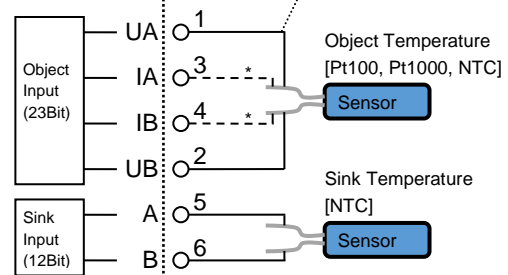 UA 1
Object Temperature
[Pt100, Pt1000, NTC]
Object
Input
(23Bit)
IA 3 *
Sensor
IB 4 *
UB 2
Sink Temperature
[NTC]
Sink
Input
(12Bit)
A 5
Sensor
B 6